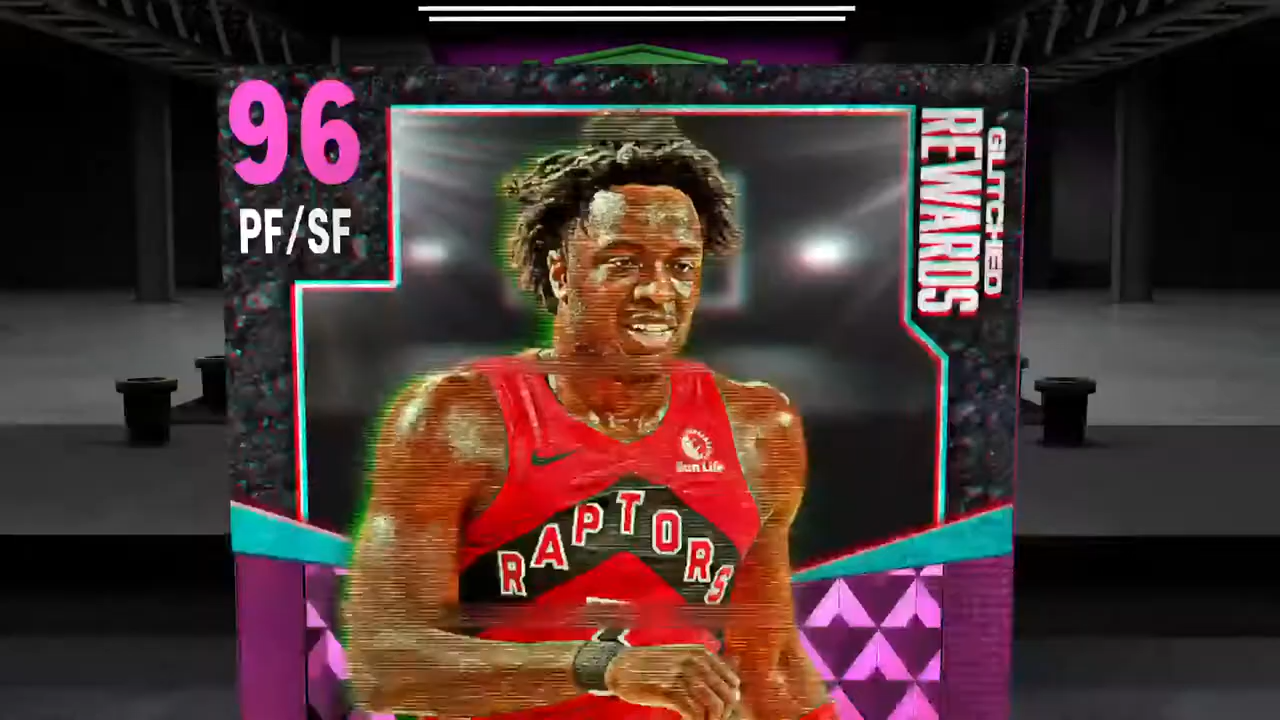 96
PF/SF
GLITCHED
REWARDS
Sun Life
RAPTORS